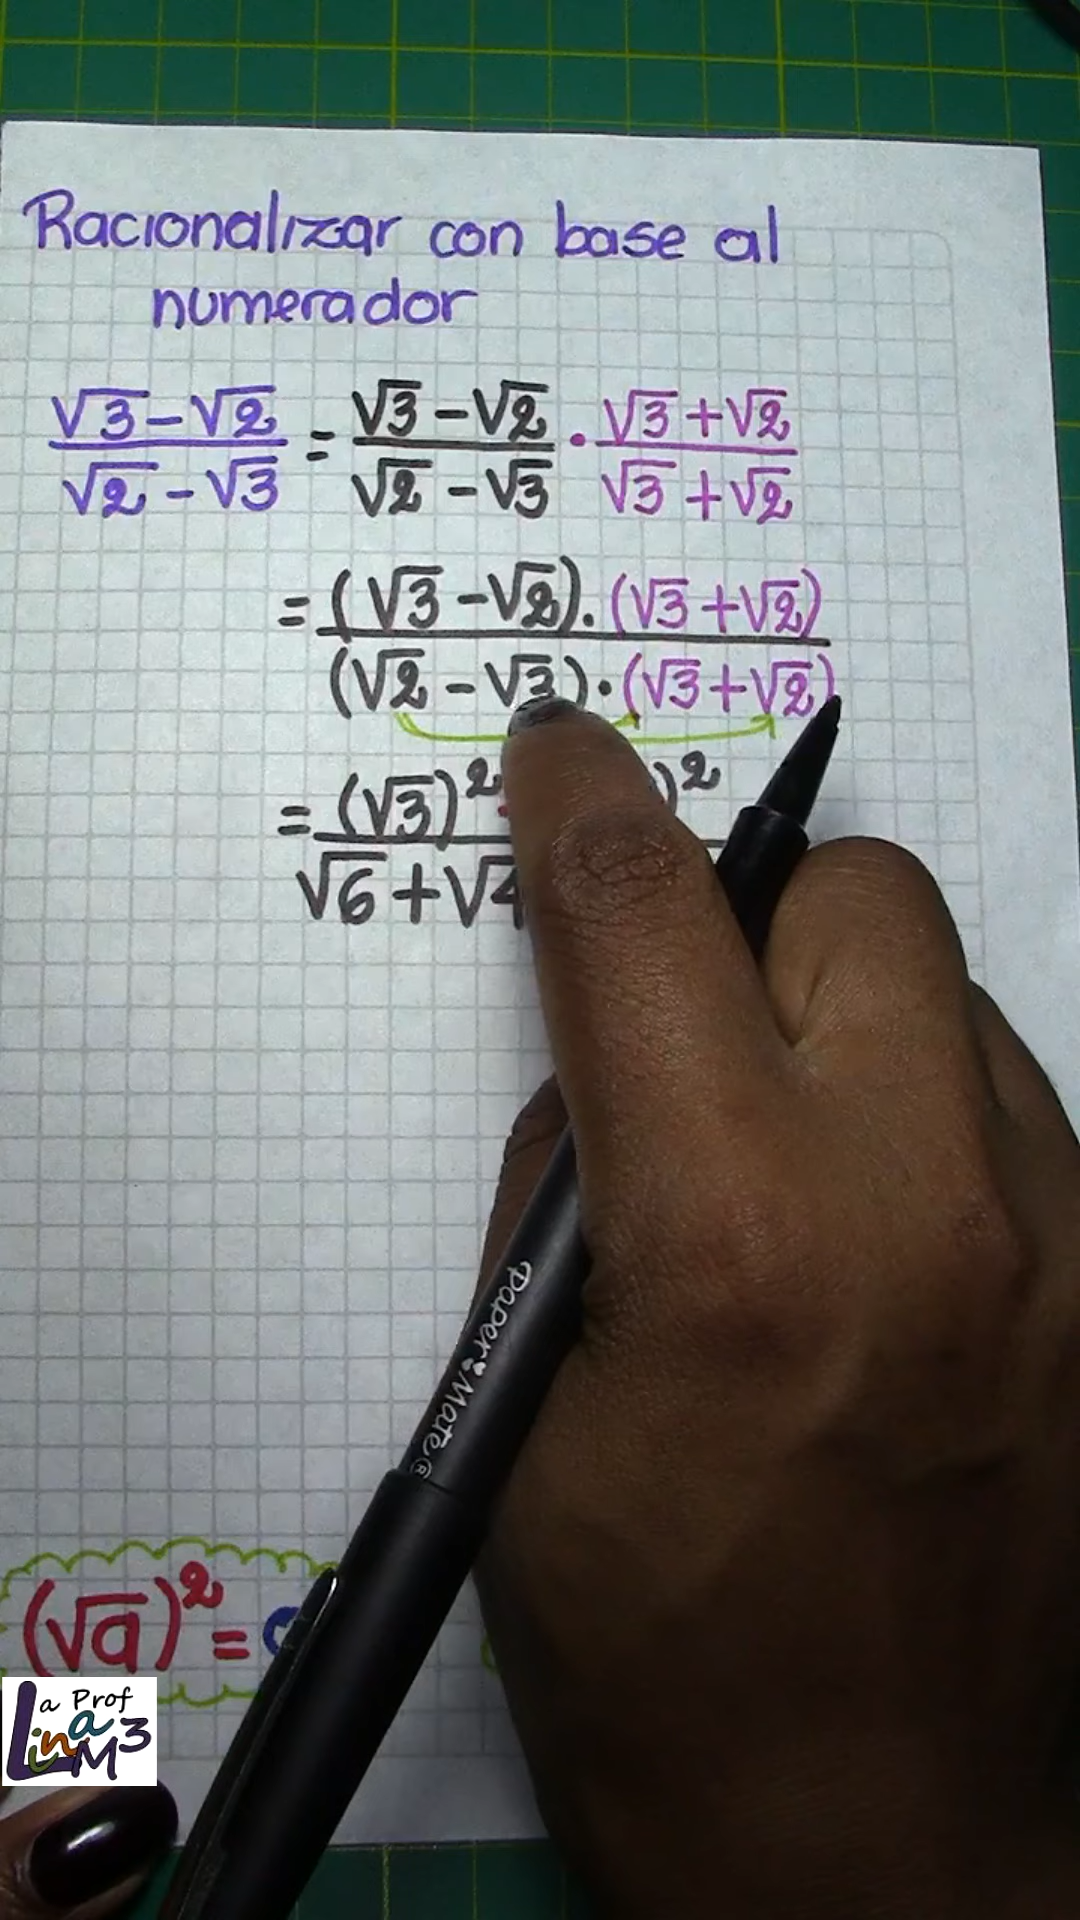 Racionalizar con base al
numerador
√3-√2 / √2-√3 = √3-√2 / √2-√3 · √3+√2 / √3+√2
= (√3-√2).(√3+√2) / (√2-√3)·(√3+√2)
= (√3)² )² / √6+√4
(√a)² =
La Prof
Lina M3
Paper Mate®